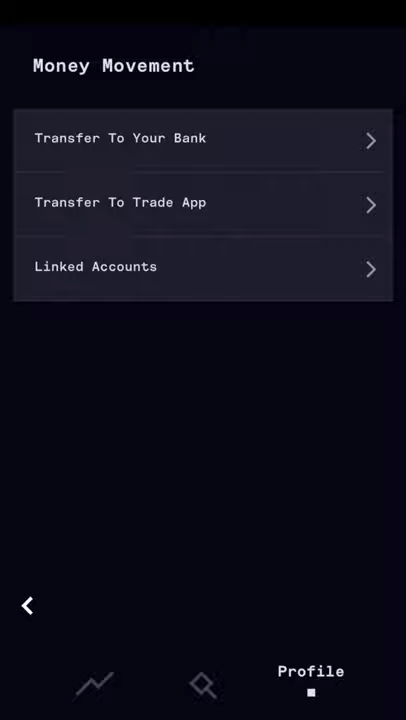 Money Movement
Transfer To Your Bank
Transfer To Trade App
Linked Accounts
Profile